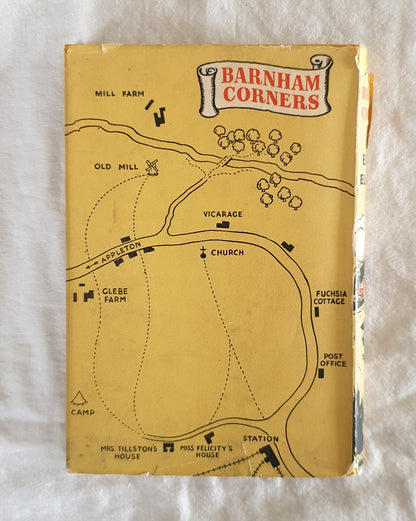 BARNHAM
CORNERS
MILL FARM
OLD MILL
VICARAGE
APPLETON
CHURCH
GLEBE
FARM
FUCHSIA
COTTAGE
POST
OFFICE
CAMP
MRS. TILLSTON'S
HOUSE
MISS FELICITY'S
HOUSE
STATION